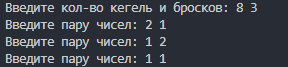 Введите кол-во кегель и бросков: 8 3
Введите пару чисел: 2 1
Введите пару чисел: 1 2
Введите пару чисел: 1 1